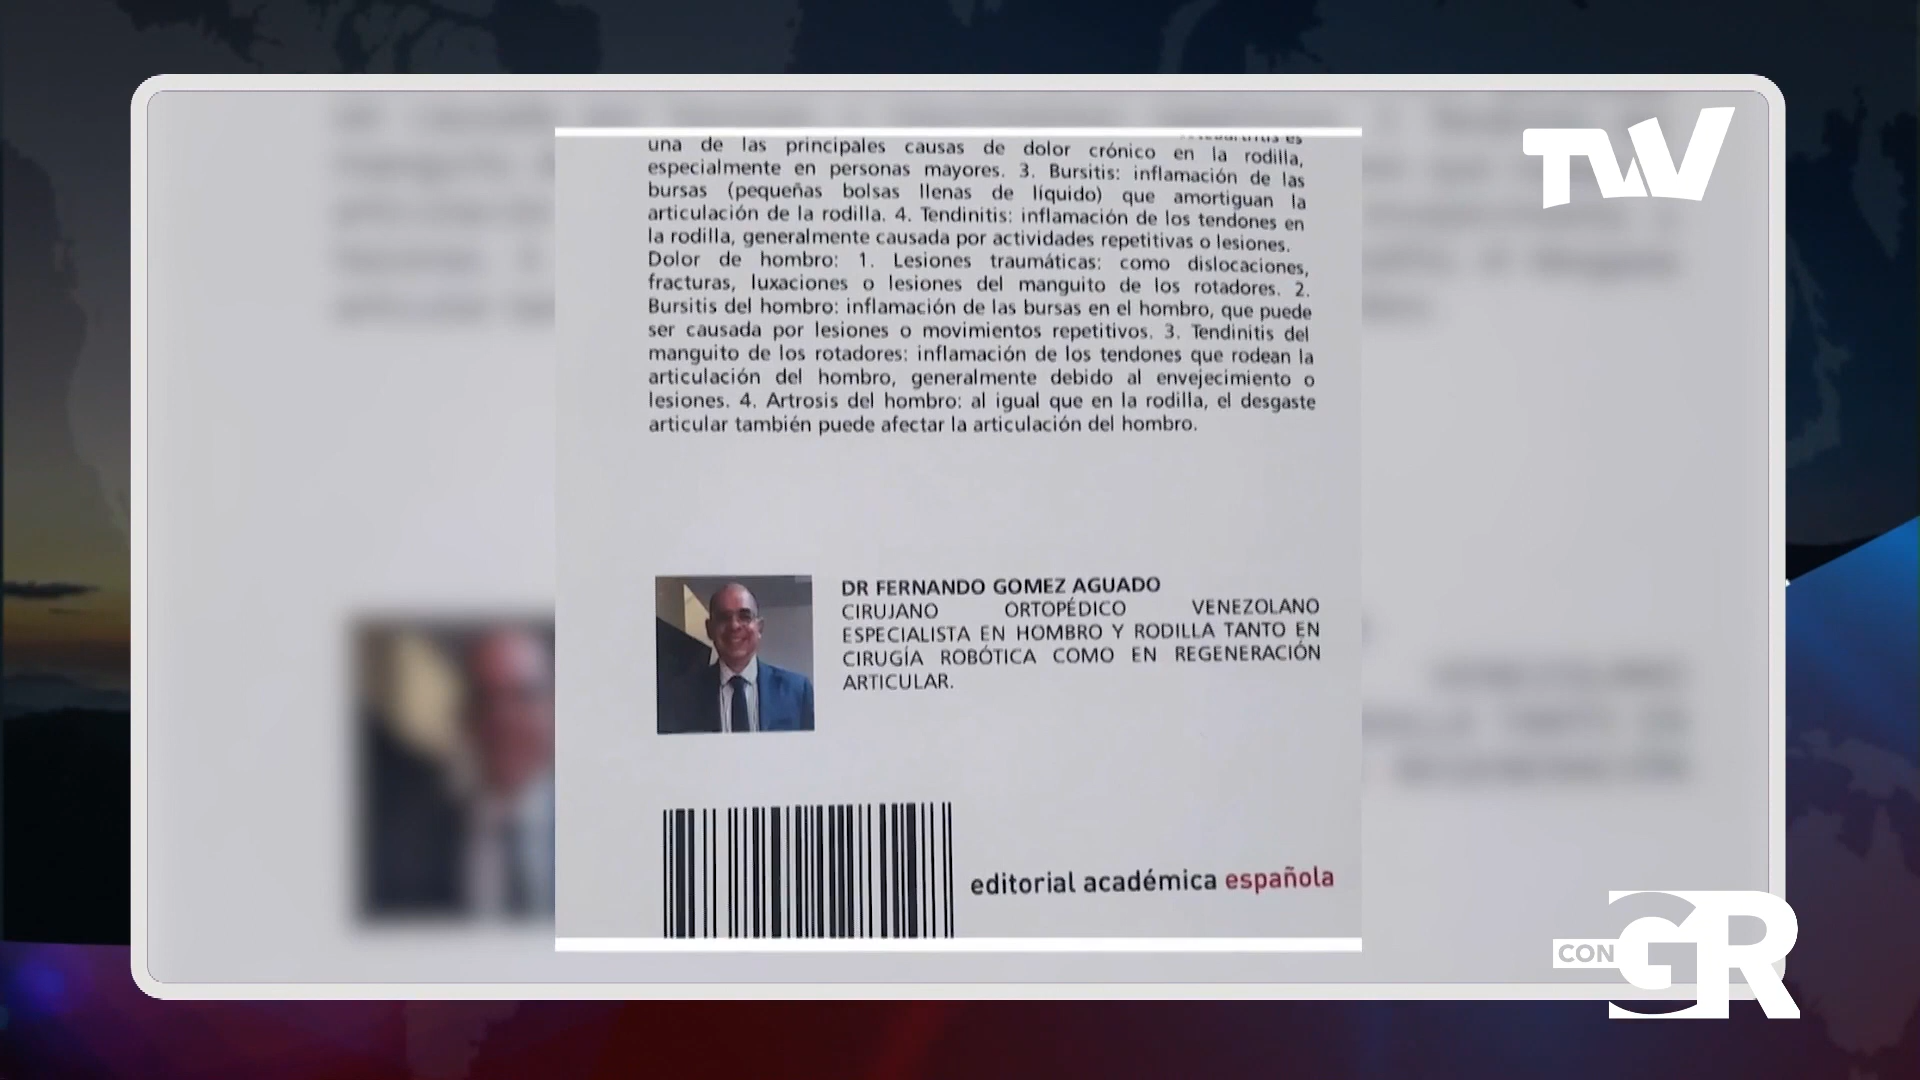 TVV
una de las principales causas de dolor crónico en la rodilla,
especialmente en personas mayores. 3. Bursitis: inflamación de las
bursas (pequeñas bolsas llenas de líquido) que amortiguan la
articulación de la rodilla. 4. Tendinitis: inflamación de los tendones en
la rodilla, generalmente causada por actividades repetitivas o lesiones.
Dolor de hombro: 1. Lesiones traumáticas: como dislocaciones,
fracturas, luxaciones o lesiones del manguito de los rotadores. 2.
Bursitis del hombro: inflamación de las bursas en el hombro, que puede
ser causada por lesiones o movimientos repetitivos. 3. Tendinitis del
manguito de los rotadores: inflamación de los tendones que rodean la
articulación del hombro, generalmente debido al envejecimiento o
lesiones. 4. Artrosis del hombro: al igual que en la rodilla, el desgaste
articular también puede afectar la articulación del hombro.
DR FERNANDO GOMEZ AGUADO
CIRUJANO ORTOPÉDICO VENEZOLANO
ESPECIALISTA EN HOMBRO Y RODILLA TANTO EN
CIRUGÍA ROBÓTICA COMO EN REGENERACIÓN
ARTICULAR.
editorial académica española
CON GR